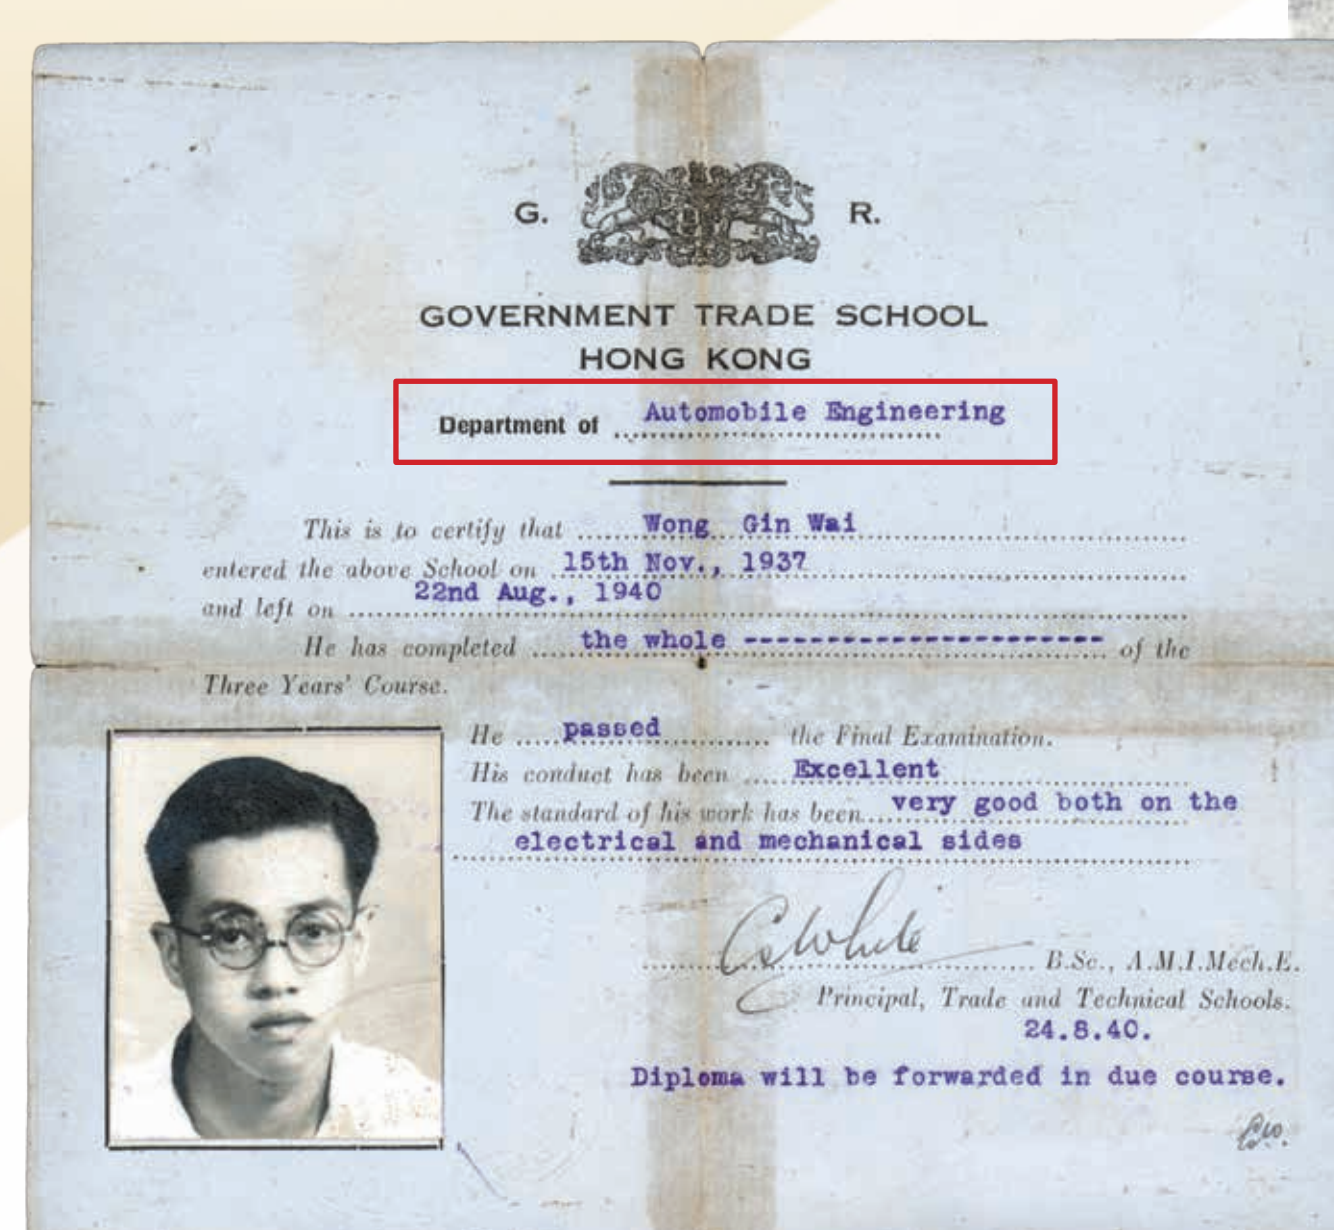 G. R.
GOVERNMENT TRADE SCHOOL
HONG KONG
Department of Automobile Engineering
This is to certify that Wong Gin Wai
entered the above School on 15th Nov., 1937
and left on 22nd Aug., 1940
He has completed the whole ---------------------- of the
Three Years' Course.
He passed the Final Examination.
His conduct has been Excellent
The standard of his work has been very good both on the
electrical and mechanical sides
White
B.Sc., A.M.I.Mech.E.
Principal, Trade and Technical Schools.
24.8.40.
Diploma will be forwarded in due course.